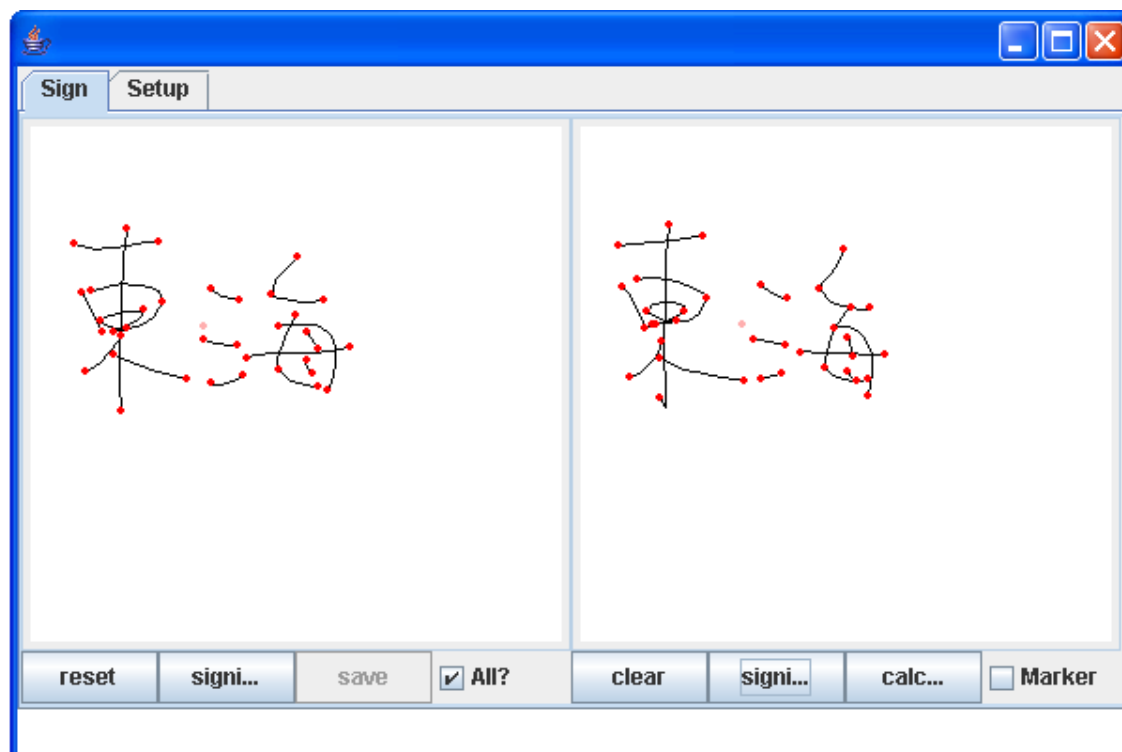 Sign Setup
東海 東海
reset signi... save All? clear signi... calc... Marker